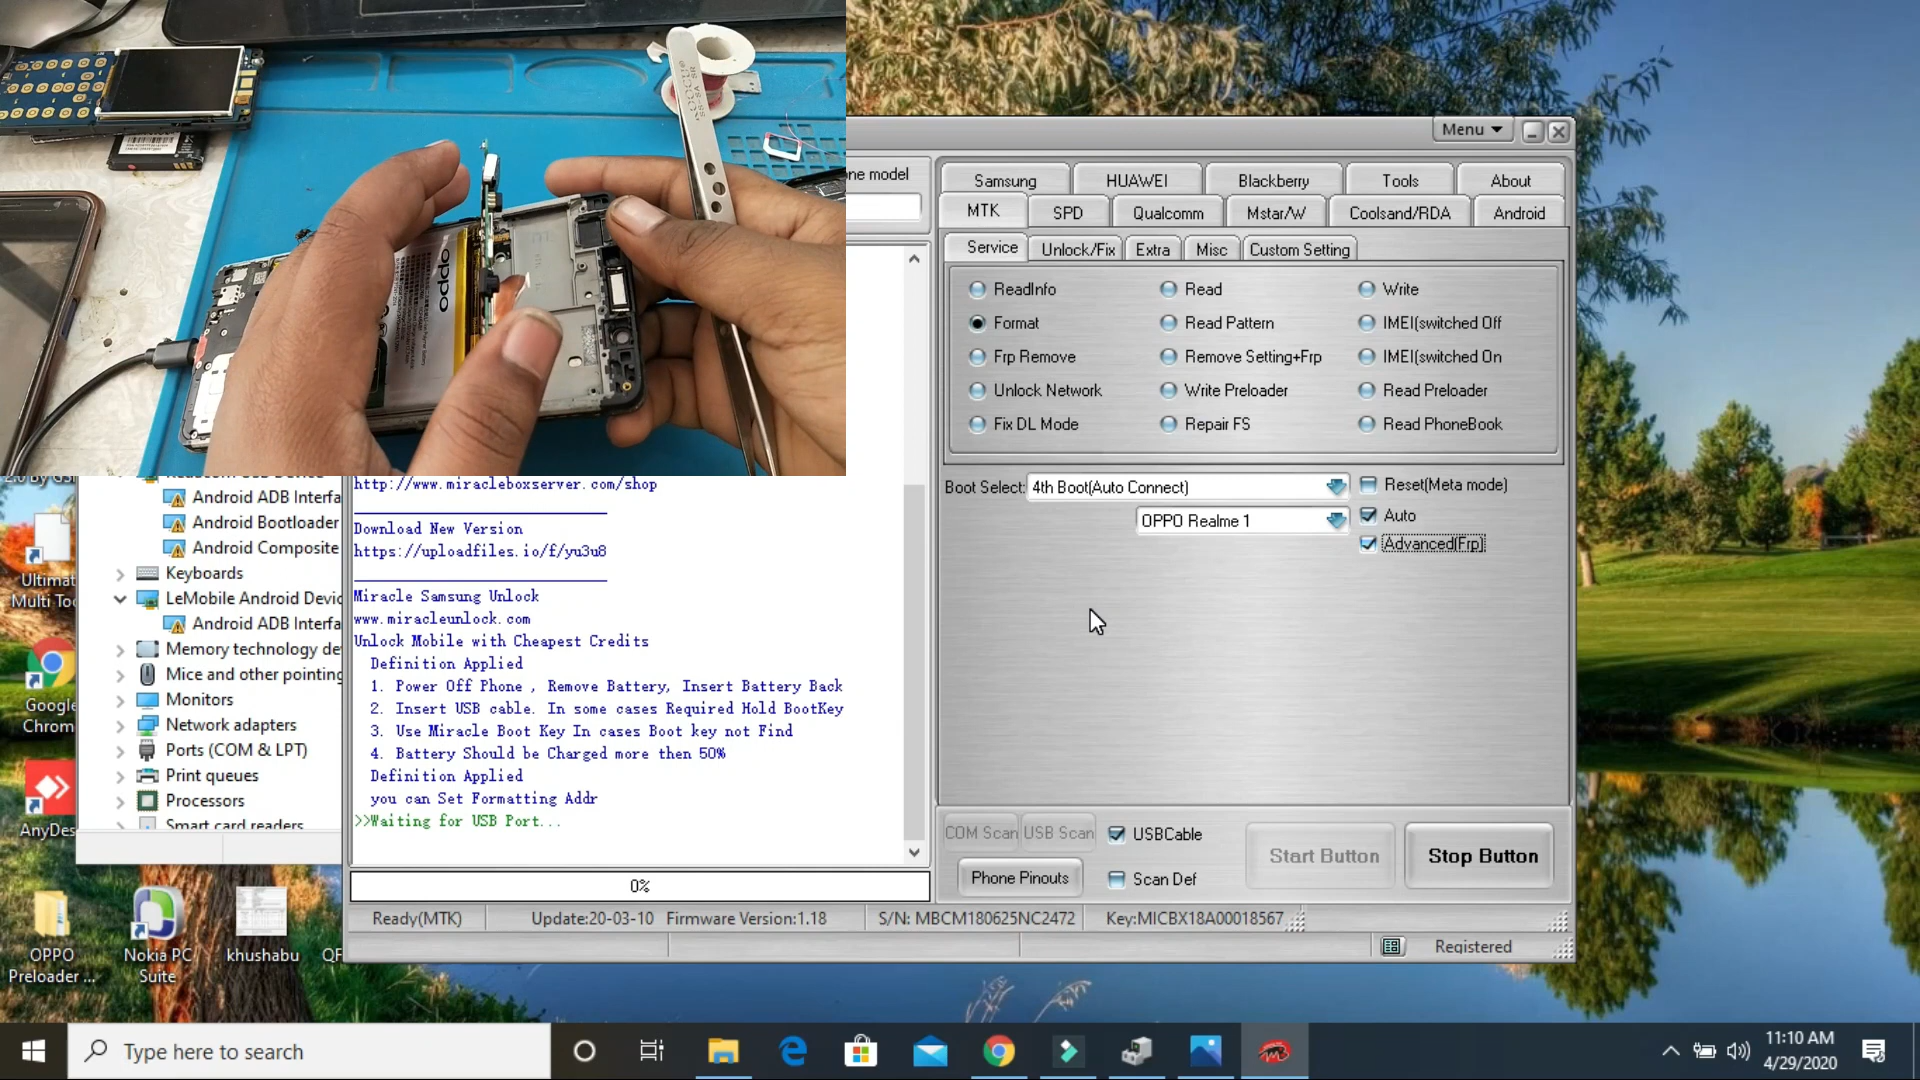 oppo
ne model
Menu
Samsung
HUAWEI
Blackberry
Tools
About
MTK
SPD
Qualcomm
Mstar/W
Coolsand/RDA
Android
Service
Unlock/Fix
Extra
Misc
Custom Setting
ReadInfo
Read
Write
Format
Read Pattern
IMEI(switched Off
Frp Remove
Remove Setting+Frp
IMEI(switched On
Unlock Network
Write Preloader
Read Preloader
Fix DL Mode
Repair FS
Read PhoneBook
Boot Select:
4th Boot(Auto Connect)
Reset(Meta mode)
OPPO Realme 1
Auto
Advanced(Frp)
http://www.miracleboxserver.com/shop
Download New Version
https://uploadfiles.io/f/yu3u8
Miracle Samsung Unlock
www.miracleunlock.com
Unlock Mobile with Cheapest Credits
Definition Applied
1. Power Off Phone , Remove Battery, Insert Battery Back
2. Insert USB cable. In some cases Required Hold BootKey
3. Use Miracle Boot Key In cases Boot key not Find
4. Battery Should be Charged more then 50%
Definition Applied
you can Set Formatting Addr
>>Waiting for USB Port...
0%
COM Scan
USB Scan
USBCable
Phone Pinouts
Scan Def
Start Button
Stop Button
Ready(MTK)
Update:20-03-10
Firmware Version:1.18
S/N: MBCM180625NC2472
Key:MICBX18A00018567
Registered
Android ADB Interfa
Android Bootloader
Android Composite
Keyboards
LeMobile Android Devic
Android ADB Interfa
Memory technology de
Mice and other pointing
Monitors
Network adapters
Ports (COM & LPT)
Print queues
Processors
Smart card readers
Ultimat
Multi Too
Google
Chrom
AnyDes
OPPO
Preloader ...
Nokia PC
Suite
khushabu
QF
Type here to search
11:10 AM
4/29/2020